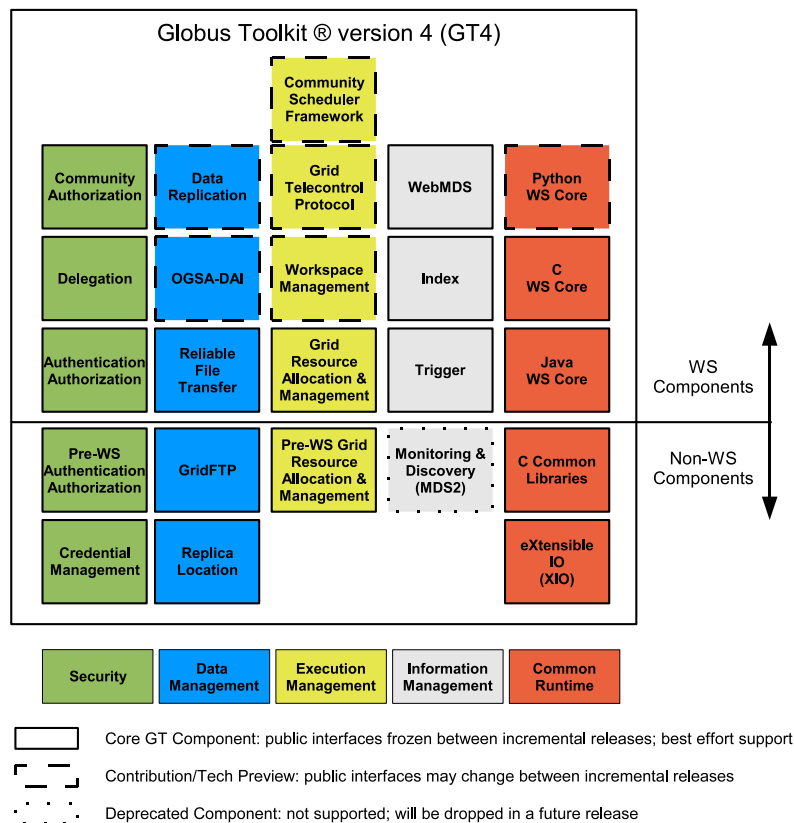 Globus Toolkit ® version 4 (GT4)
Community
Scheduler
Framework
Community
Authorization
Data
Replication
Grid
Telecontrol
Protocol
WebMDS
Python
WS Core
Delegation
OGSA-DAI
Workspace
Management
Index
C
WS Core
Authentication
Authorization
Reliable
File
Transfer
Grid
Resource
Allocation &
Management
Trigger
Java
WS Core
WS
Components
Pre-WS
Authentication
Authorization
GridFTP
Pre-WS Grid
Resource
Allocation &
Management
Monitoring &
Discovery
(MDS2)
C Common
Libraries
Non-WS
Components
Credential
Management
Replica
Location
eXtensible
IO
(XIO)
Security
Data
Management
Execution
Management
Information
Management
Common
Runtime
Core GT Component: public interfaces frozen between incremental releases; best effort support
Contribution/Tech Preview: public interfaces may change between incremental releases
Deprecated Component: not supported; will be dropped in a future release